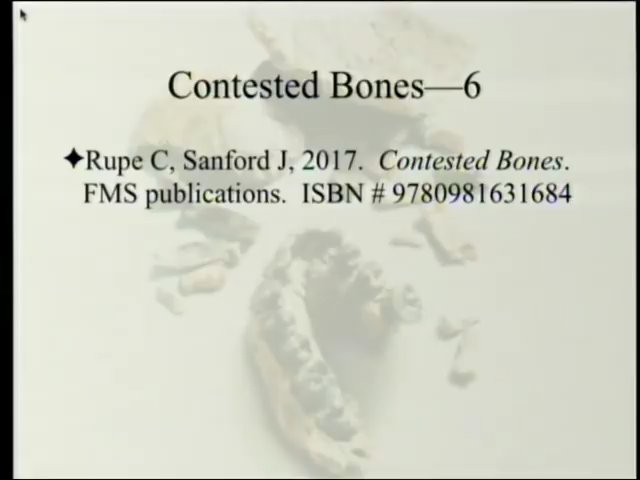 Contested Bones—6
✦Rupe C, Sanford J, 2017. Contested Bones.
FMS publications. ISBN # 9780981631684